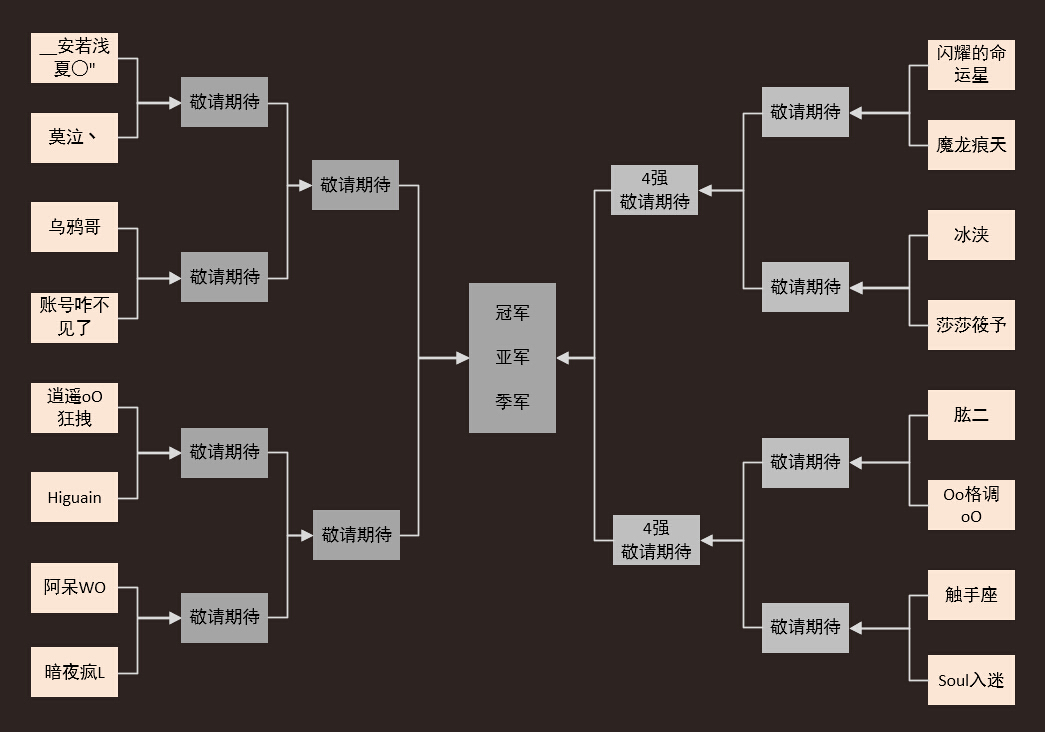 __安若浅
夏〇"
莫泣丶
乌鸦哥
账号咋不
见了
逍遥oO
狂拽
Higuain
阿呆WO
暗夜疯L
敬请期待
敬请期待
敬请期待
敬请期待
敬请期待
敬请期待
冠军
亚军
季军
4强
敬请期待
4强
敬请期待
敬请期待
敬请期待
敬请期待
敬请期待
闪耀的命
运星
魔龙痕天
冰浃
莎莎筱予
肱二
Oo格调
oO
触手座
Soul入迷